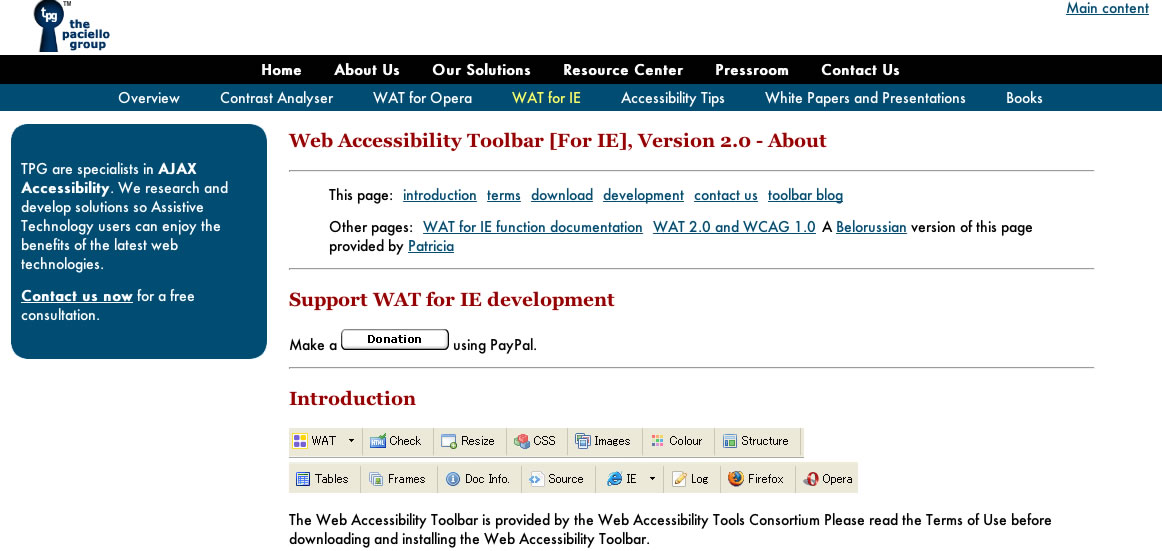 tpg TM
the
paciello
group
Main content
Home About Us Our Solutions Resource Center Pressroom Contact Us
Overview Contrast Analyser WAT for Opera WAT for IE Accessibility Tips White Papers and Presentations Books
TPG are specialists in AJAX
Accessibility. We research and
develop solutions so Assistive
Technology users can enjoy the
benefits of the latest web
technologies.
Contact us now for a free
consultation.
Web Accessibility Toolbar [For IE], Version 2.0 - About
This page: introduction terms download development contact us toolbar blog
Other pages: WAT for IE function documentation WAT 2.0 and WCAG 1.0 A Belorussian version of this page
provided by Patricia
Support WAT for IE development
Make a Donation using PayPal.
Introduction
WAT Check Resize CSS Images Colour Structure
Tables Frames Doc Info. Source IE Log Firefox Opera
The Web Accessibility Toolbar is provided by the Web Accessibility Tools Consortium Please read the Terms of Use before
downloading and installing the Web Accessibility Toolbar.